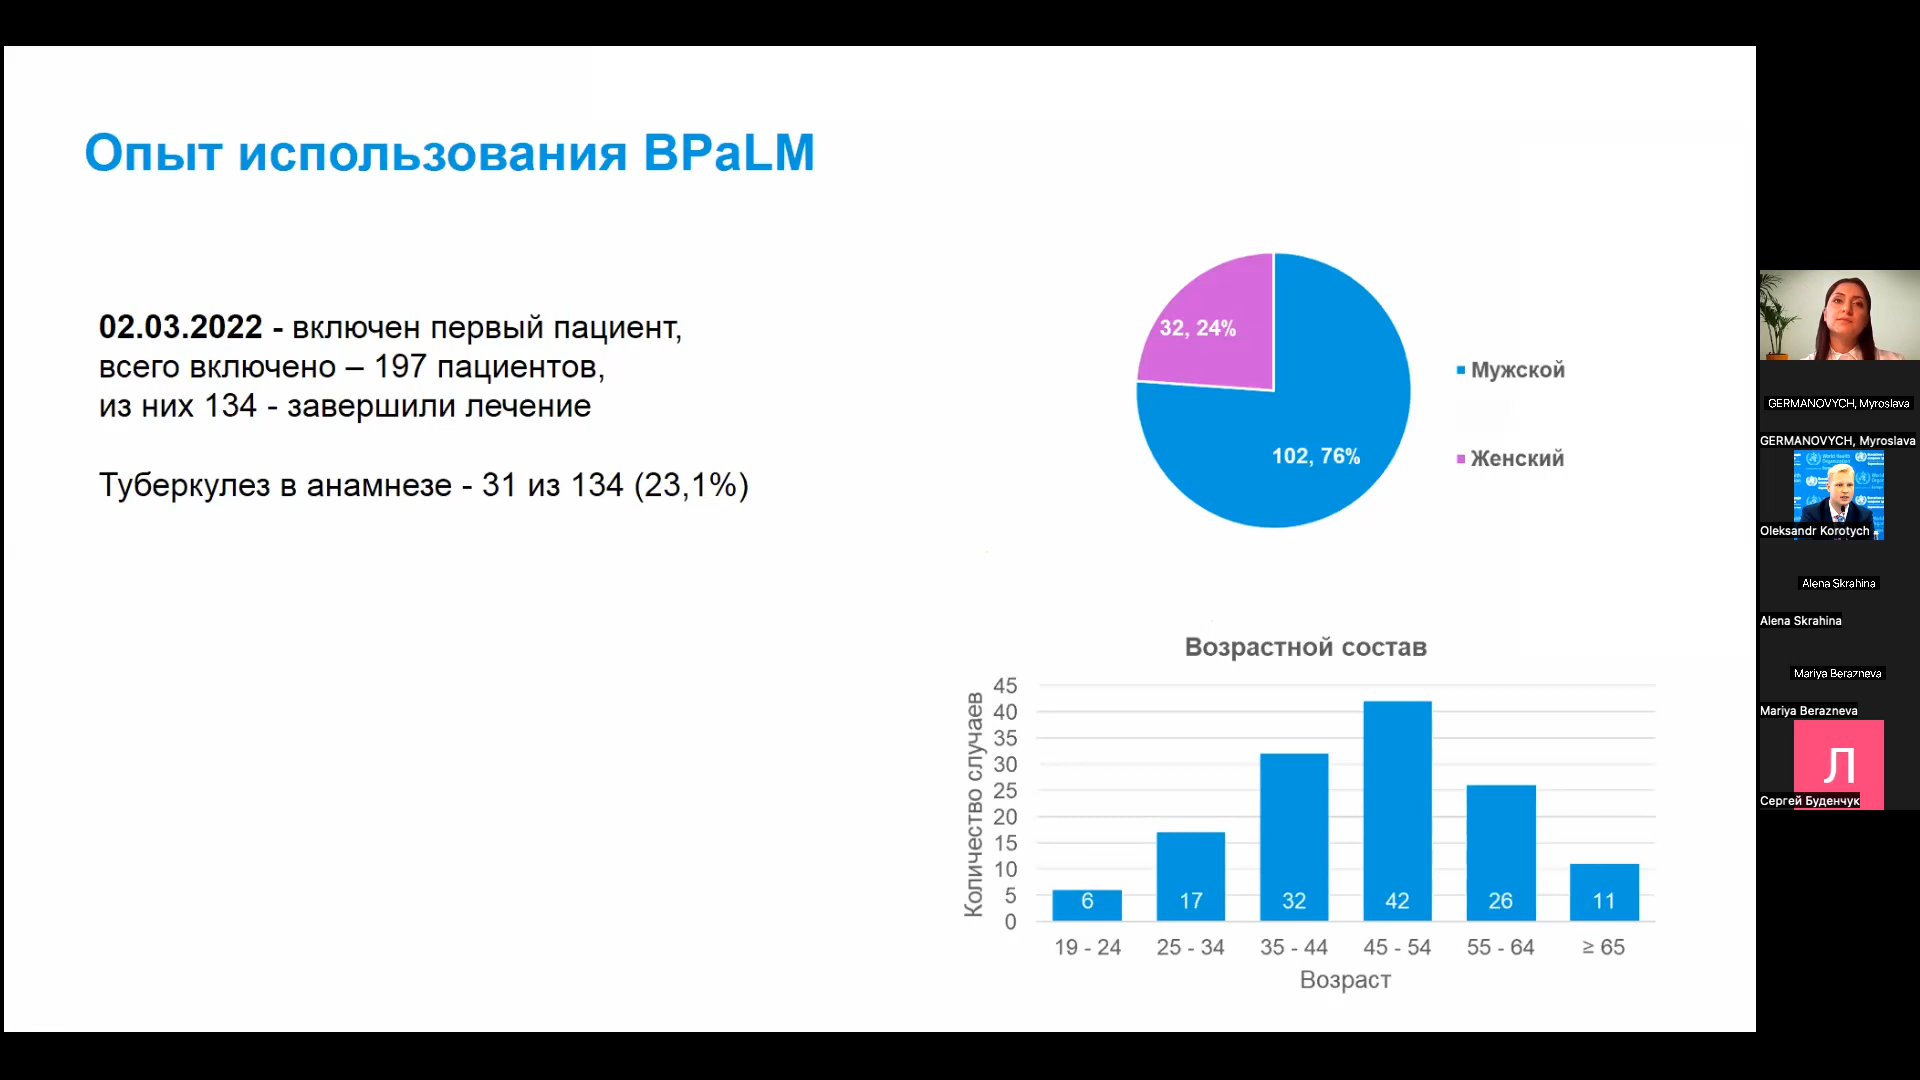 Опыт использования BPaLM
02.03.2022 - включен первый пациент,
всего включено – 197 пациентов,
из них 134 - завершили лечение
Туберкулез в анамнезе - 31 из 134 (23,1%)
32, 24%
102, 76%
Мужской
Женский
Возрастной состав
Количество случаев
45
40
35
30
25
20
15
10
5
0
6
17
32
42
26
11
19 - 24
25 - 34
35 - 44
45 - 54
55 - 64
≥ 65
Возраст
GERMANOVYCH, Myroslava
GERMANOVYCH, Myroslava
Oleksandr Korotych
Alena Skrahina
Alena Skrahina
Mariya Berazneva
Mariya Berazneva
Л
Сергей Буденчук